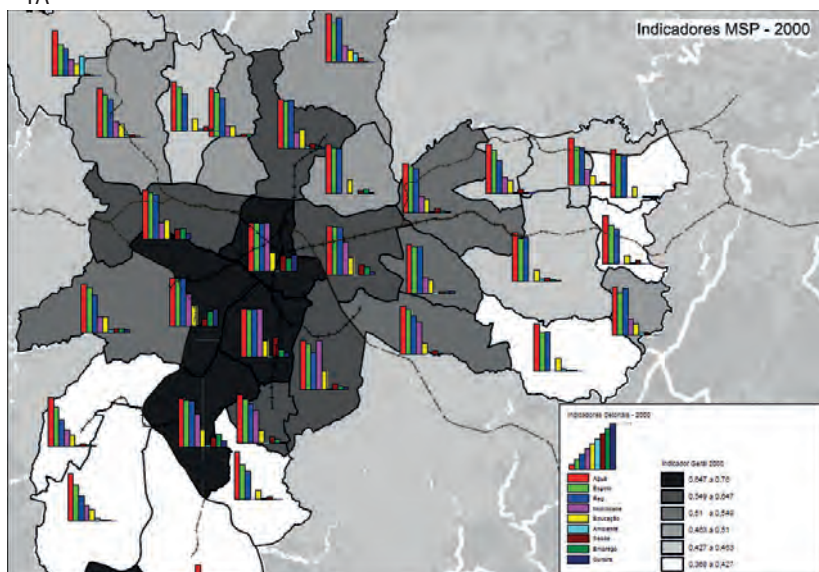 Indicadores MSP - 2000
Indicadores Setoriais - 2000
Água
Esgoto
Res
Mobilidade
Educação
Ambiente
Saúde
Emprego
Indicador Geral 2000
0,647 a 0,76
0,549 a 0,647
0,51 a 0,549
0,463 a 0,51
0,427 a 0,463
0,368 a 0,427